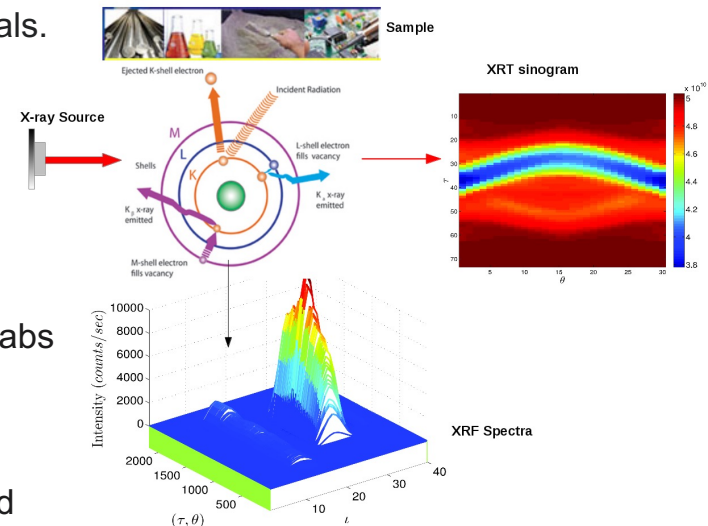 als.
Sample
Ejected K-shell electron
Incident Radiation
XRT sinogram
X-ray Source
M
L
K
Shells
L-shell electron
fills vacancy
Kα x-ray
emitted
Kβ x-ray
emitted
M-shell electron
fills vacancy
x 10^10
5
4.8
4.6
4.4
4.2
4
3.8
10
20
30
40
50
60
70
τ
5
10
15
20
25
30
θ
abs
d
XRF Spectra
Intensity (counts/sec)
10000
8000
6000
4000
2000
0
2000
1500
1000
500
(τ, θ)
10
20
30
40
ι